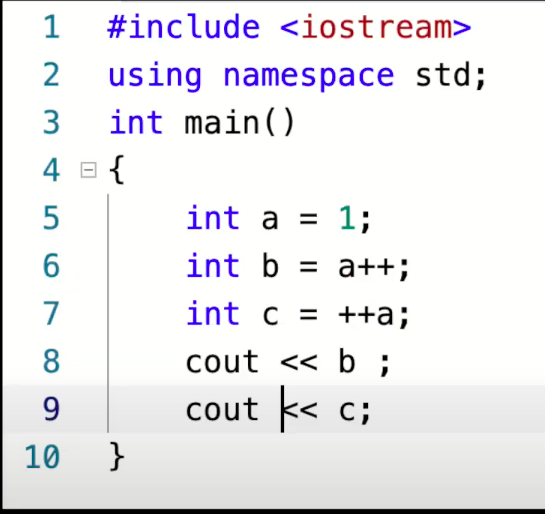 1 #include <iostream>
2 using namespace std;
3 int main()
4 {
5 int a = 1;
6 int b = a++;
7 int c = ++a;
8 cout << b ;
9 cout << c;
10 }